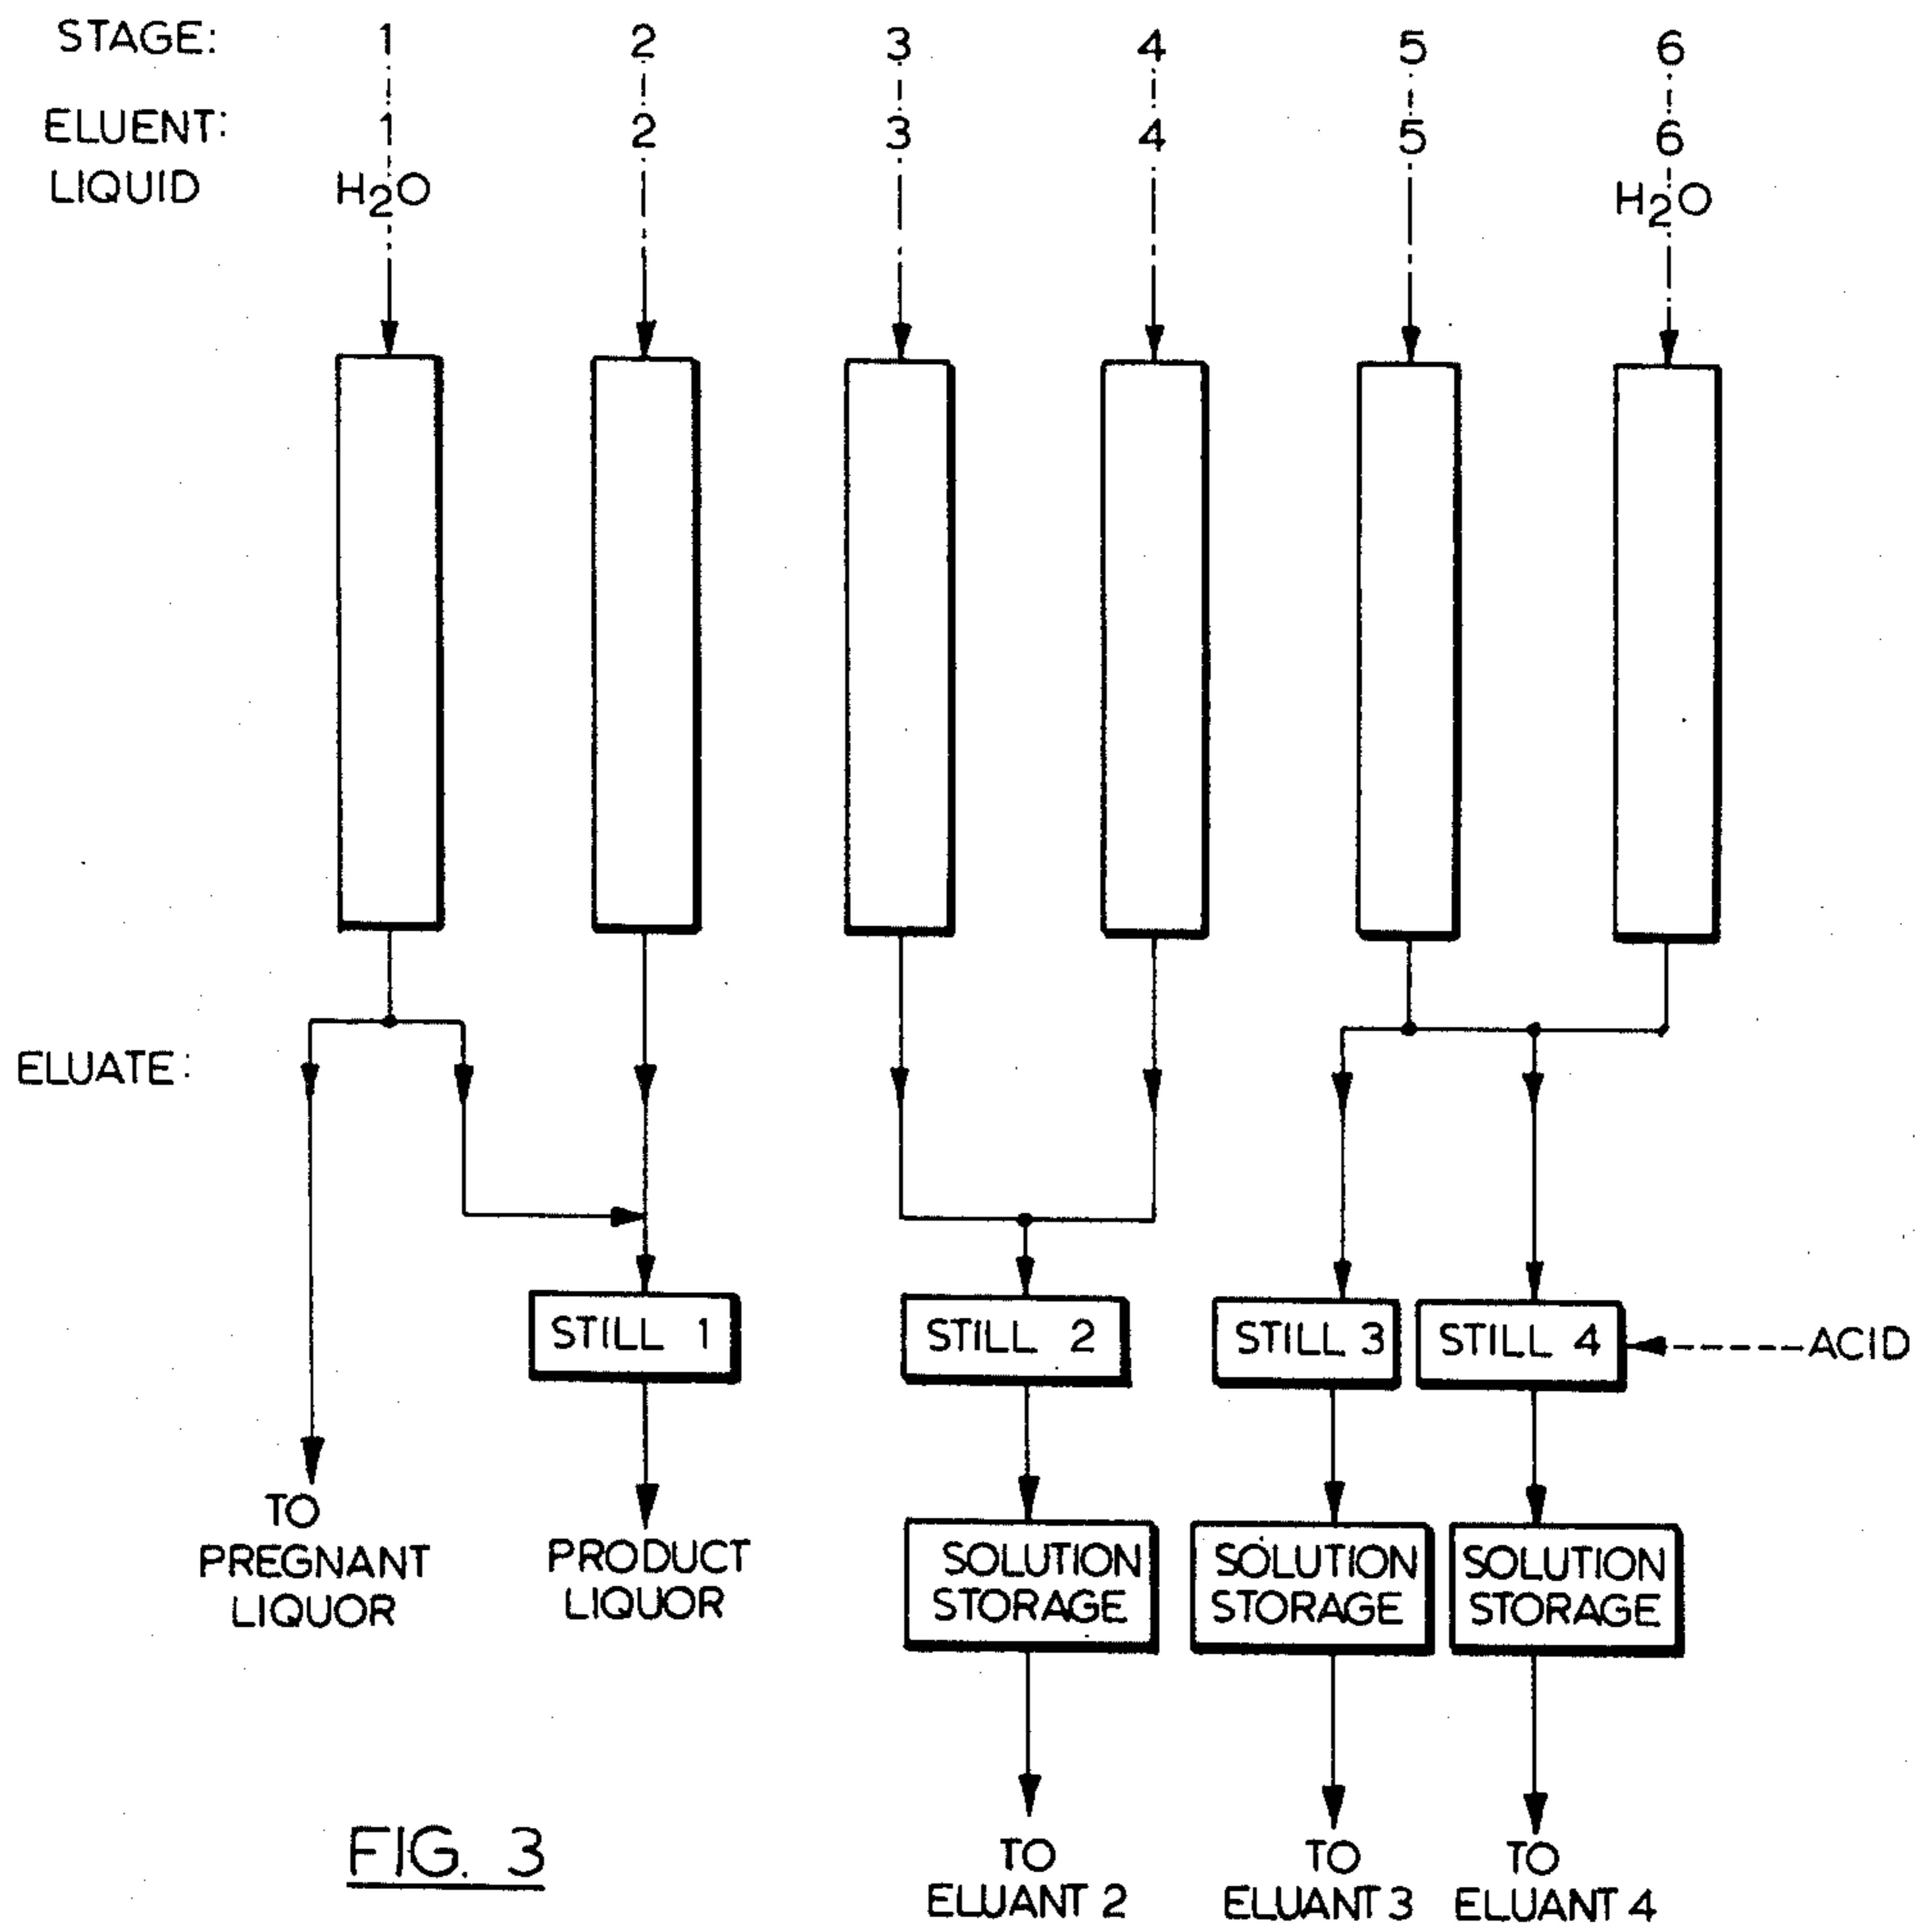 STAGE: 1 2 3 4 5 6
ELUENT: 1 2 3 4 5 6
LIQUID H2O H2O
ELUATE:
STILL 1 STILL 2 STILL 3 STILL 4 ACID
TO
PREGNANT
LIQUOR
PRODUCT
LIQUOR
SOLUTION
STORAGE
SOLUTION
STORAGE
SOLUTION
STORAGE
FIG. 3
TO
ELUANT 2
TO
ELUANT 3
TO
ELUANT 4